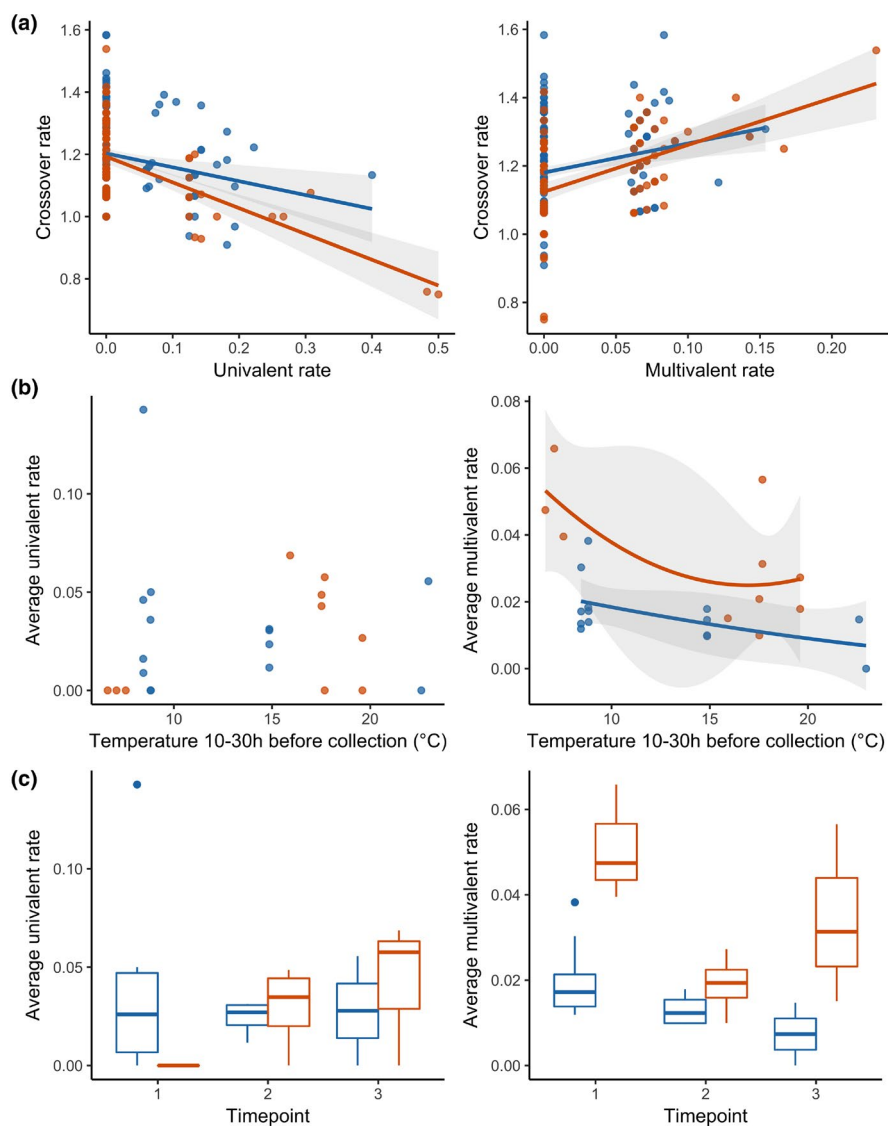 (a)
Crossover rate
1.6
1.4
1.2
1.0
0.8
0.0 0.1 0.2 0.3 0.4 0.5
Univalent rate
Crossover rate
1.6
1.4
1.2
1.0
0.8
0.00 0.05 0.10 0.15 0.20
Multivalent rate
(b)
Average univalent rate
0.10
0.05
0.00
10 15 20
Temperature 10-30h before collection (°C)
Average multivalent rate
0.08
0.06
0.04
0.02
0.00
10 15 20
Temperature 10-30h before collection (°C)
(c)
Average univalent rate
0.10
0.05
0.00
1 2 3
Timepoint
Average multivalent rate
0.06
0.04
0.02
0.00
1 2 3
Timepoint